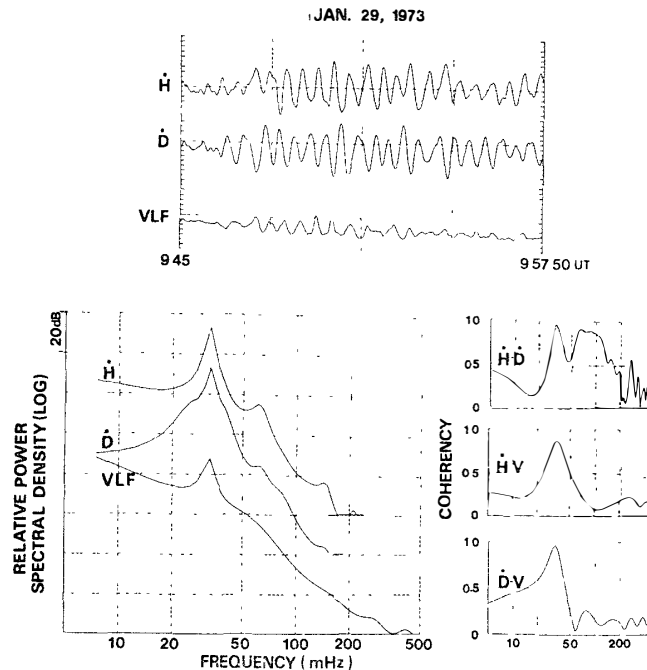 JAN. 29, 1973
Ḣ
Ḋ
VLF
9 45
9 57 50 UT
20dB
RELATIVE POWER
SPECTRAL DENSITY (LOG)
Ḣ
Ḋ
VLF
10 20 50 100 200 500
FREQUENCY ( mHz )
COHERENCY
1 0
0 5
0
Ḣ·Ḋ
1 0
0 5
0
Ḣ·V
1 0
0·5
0
Ḋ·V
10 50 200